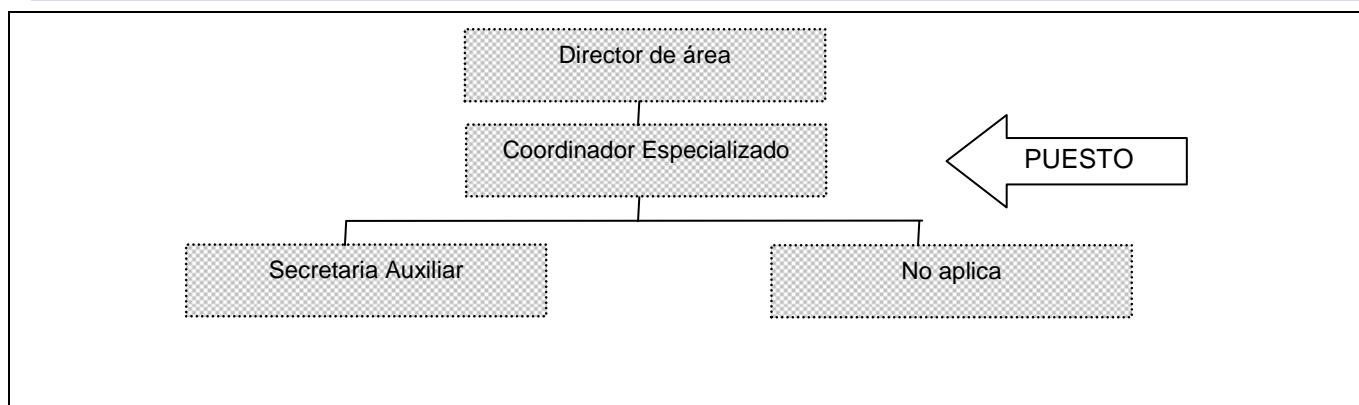 Director de área
Coordinador Especializado
PUESTO
Secretaria Auxiliar
No aplica